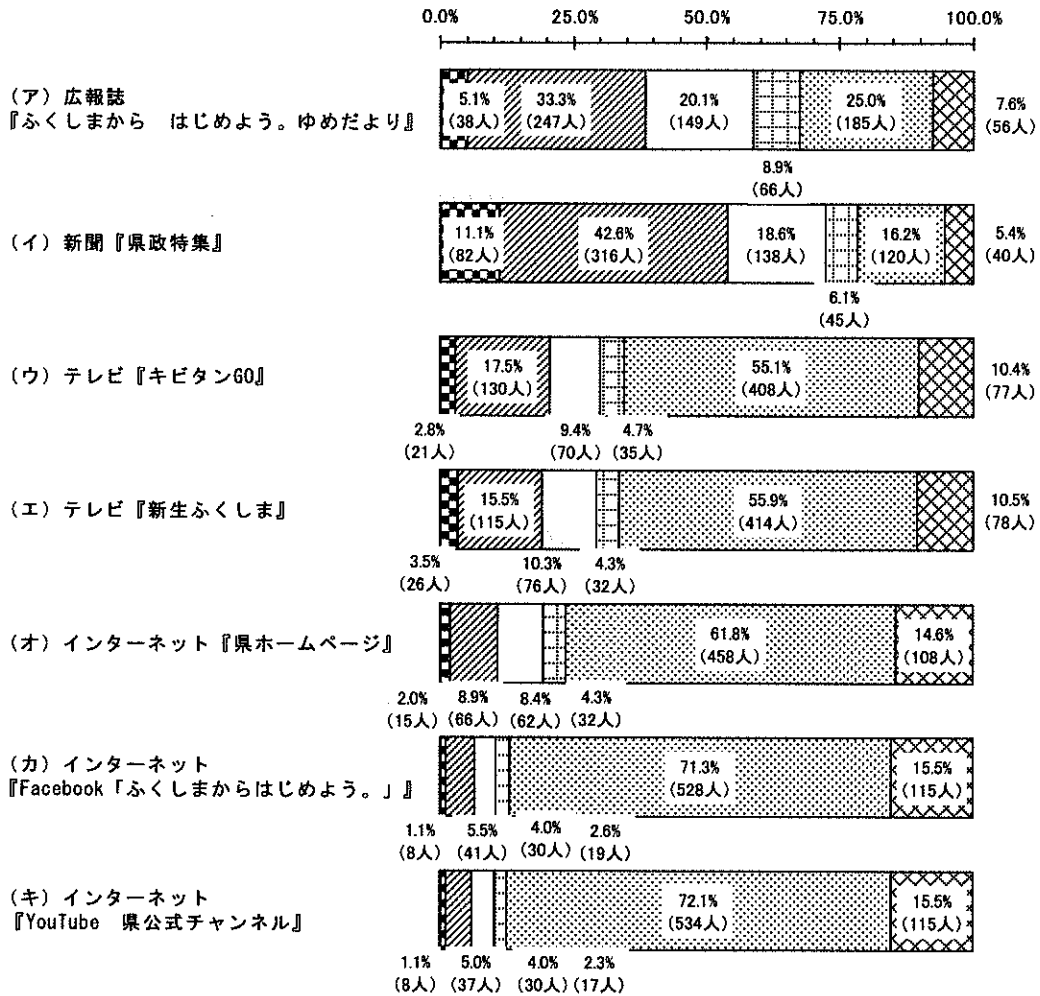 0.0% 25.0% 50.0% 75.0% 100.0%
(ア) 広報誌
『ふくしまから　はじめよう。ゆめだより』
5.1% 33.3% 20.1% 25.0% 7.6%
(38人) (247人) (149人) (185人) (56人)
8.9%
(66人)
(イ) 新聞『県政特集』
11.1% 42.6% 18.6% 16.2% 5.4%
(82人) (316人) (138人) (120人) (40人)
6.1%
(45人)
(ウ) テレビ『キビタンGO』
17.5% 55.1% 10.4%
(130人) (408人) (77人)
2.8% 9.4% 4.7%
(21人) (70人) (35人)
(エ) テレビ『新生ふくしま』
15.5% 55.9% 10.5%
(115人) (414人) (78人)
3.5% 10.3% 4.3%
(26人) (76人) (32人)
(オ) インターネット『県ホームページ』
61.8% 14.6%
(458人) (108人)
2.0% 8.9% 8.4% 4.3%
(15人) (66人) (62人) (32人)
(カ) インターネット
『Facebook「ふくしまからはじめよう。」』
71.3% 15.5%
(528人) (115人)
1.1% 5.5% 4.0% 2.6%
(8人) (41人) (30人) (19人)
(キ) インターネット
『YouTube　県公式チャンネル』
72.1% 15.5%
(534人) (115人)
1.1% 5.0% 4.0% 2.3%
(8人) (37人) (30人) (17人)